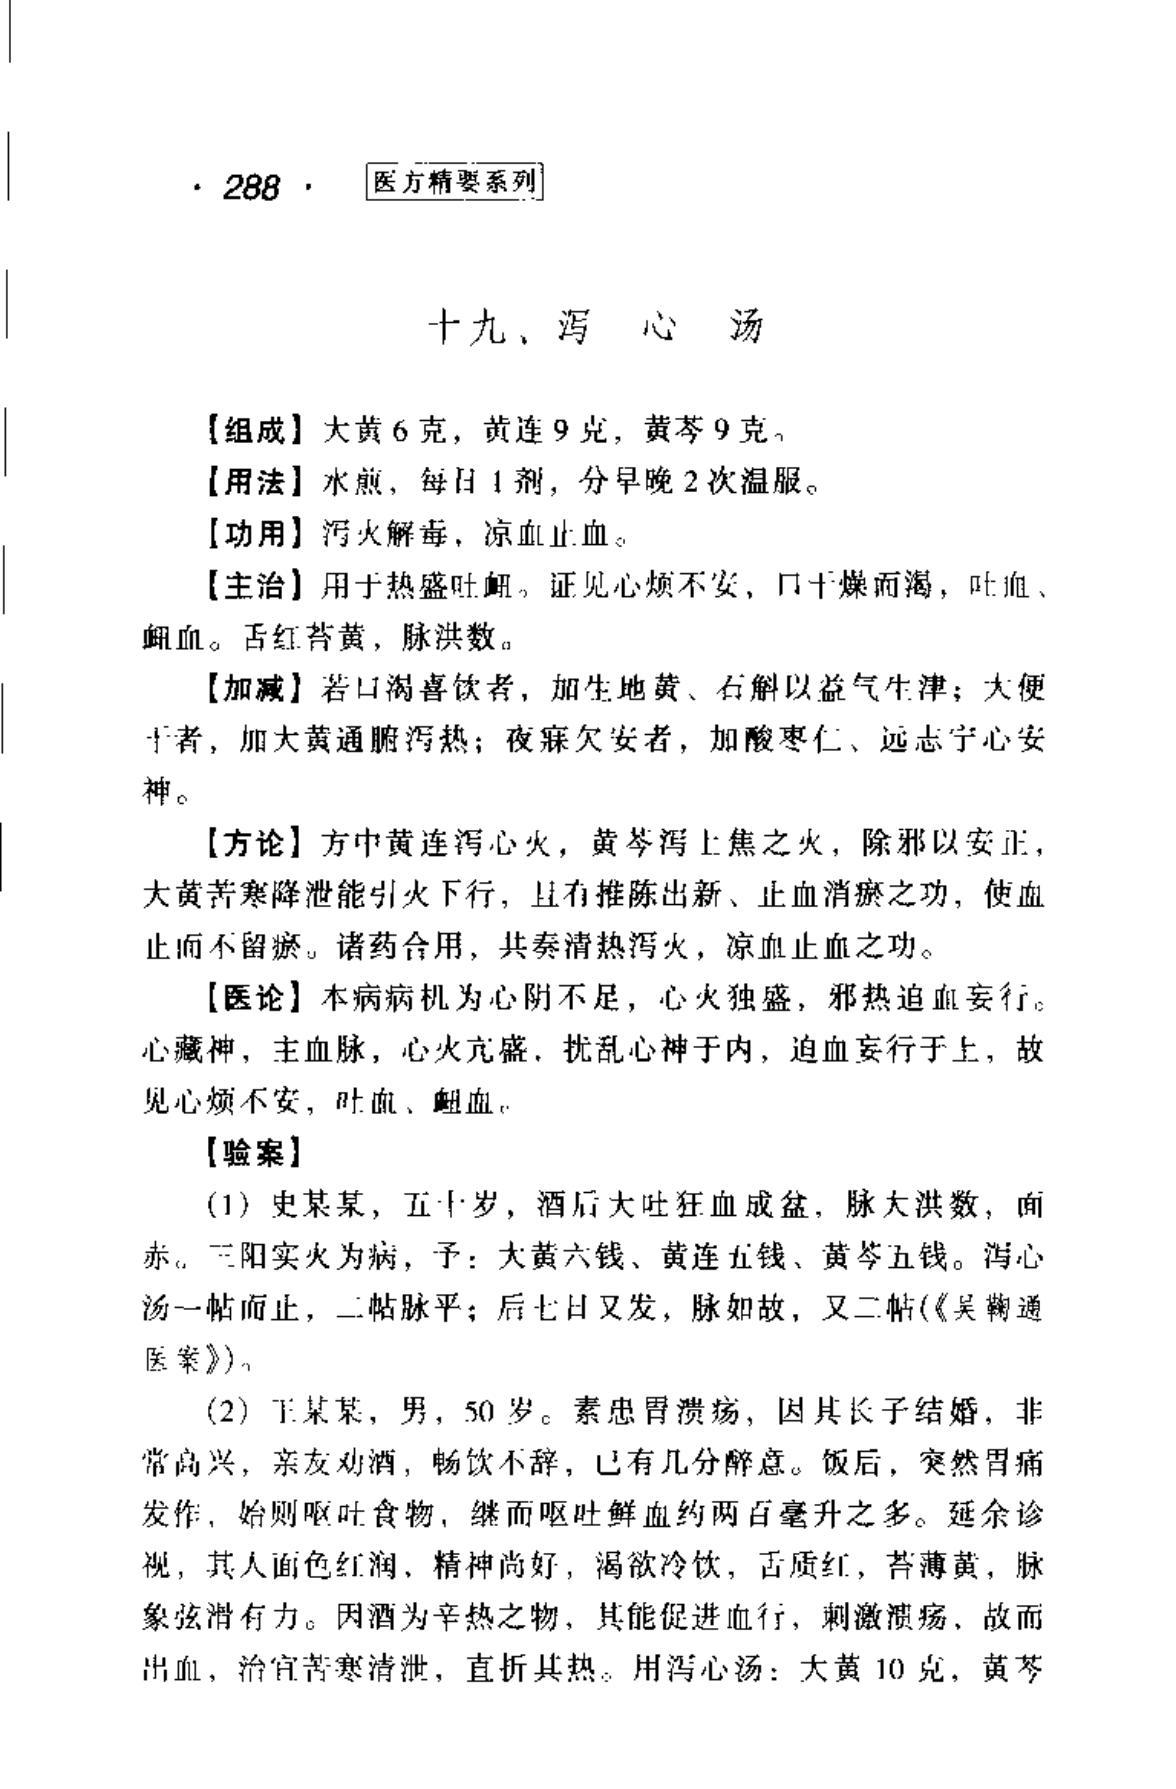 · 288 · 医方精要系列
十九、泻 心 汤
【组成】大黄6克，黄连9克，黄芩9克。
【用法】水煎，每日1剂，分早晚2次温服。
【功用】泻火解毒，凉血止血。
【主治】用于热盛吐衄。证见心烦不安，口干燥而渴，吐血、
衄血。舌红苔黄，脉洪数。
【加减】若口渴喜饮者，加生地黄、石斛以益气生津；大便
干者，加大黄通腑泻热；夜寐欠安者，加酸枣仁、远志宁心安
神。
【方论】方中黄连泻心火，黄芩泻上焦之火，除邪以安正，
大黄苦寒降泄能引火下行，且有推陈出新、止血消瘀之功，使血
止而不留瘀。诸药合用，共奏清热泻火，凉血止血之功。
【医论】本病病机为心阴不足，心火独盛，邪热迫血妄行。
心藏神，主血脉，心火亢盛，扰乱心神于内，迫血妄行于上，故
见心烦不安，吐血、衄血。
【验案】
(1) 史某某，五十岁，酒后大吐狂血成盆，脉大洪数，面
赤。三阳实火为病，予：大黄六钱、黄连五钱、黄芩五钱。泻心
汤一帖而止，二帖脉平；后七日又发，脉如故，又二帖(《吴鞠通
医案》)。
(2) 王某某，男，50岁。素患胃溃疡，因其长子结婚，非
常高兴，亲友劝酒，畅饮不辞，已有几分醉意。饭后，突然胃痛
发作，始则呕吐食物，继而呕吐鲜血约两百毫升之多。延余诊
视，其人面色红润，精神尚好，渴欲冷饮，舌质红，苔薄黄，脉
象弦滑有力。因酒为辛热之物，其能促进血行，刺激溃疡，故而
出血，治宜苦寒清泄，直折其热。用泻心汤：大黄10克，黄芩